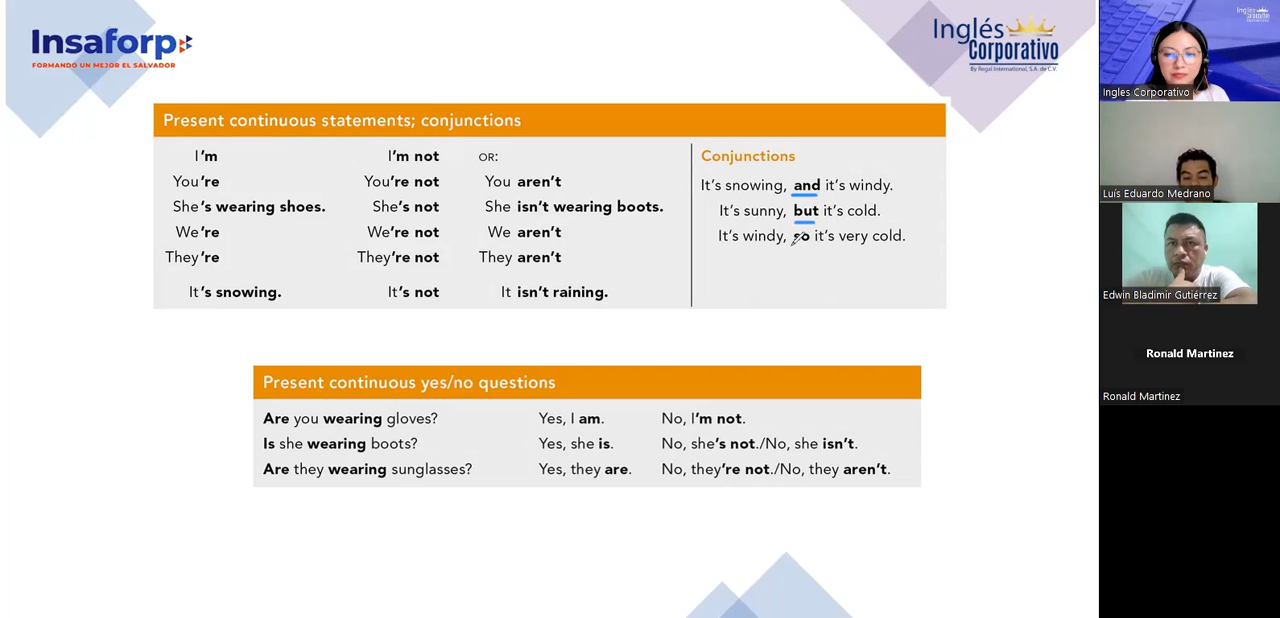 Insaforp
FORMANDO UN MEJOR EL SALVADOR
Inglés
Corporativo
By Regal International, S.A. de C.V.
Present continuous statements; conjunctions
I'm I'm not OR:
You're You're not You aren't
She's wearing shoes. She's not She isn't wearing boots.
We're We're not We aren't
They're They're not They aren't
It's snowing. It's not It isn't raining.
Conjunctions
It's snowing, and it's windy.
It's sunny, but it's cold.
It's windy, so it's very cold.
Present continuous yes/no questions
Are you wearing gloves? Yes, I am. No, I'm not.
Is she wearing boots? Yes, she is. No, she's not./No, she isn't.
Are they wearing sunglasses? Yes, they are. No, they're not./No, they aren't.
Inglés
Corporativo
Ingles Corporativo
Luís Eduardo Medrano
Edwin Bladimir Gutiérrez
Ronald Martinez
Ronald Martinez